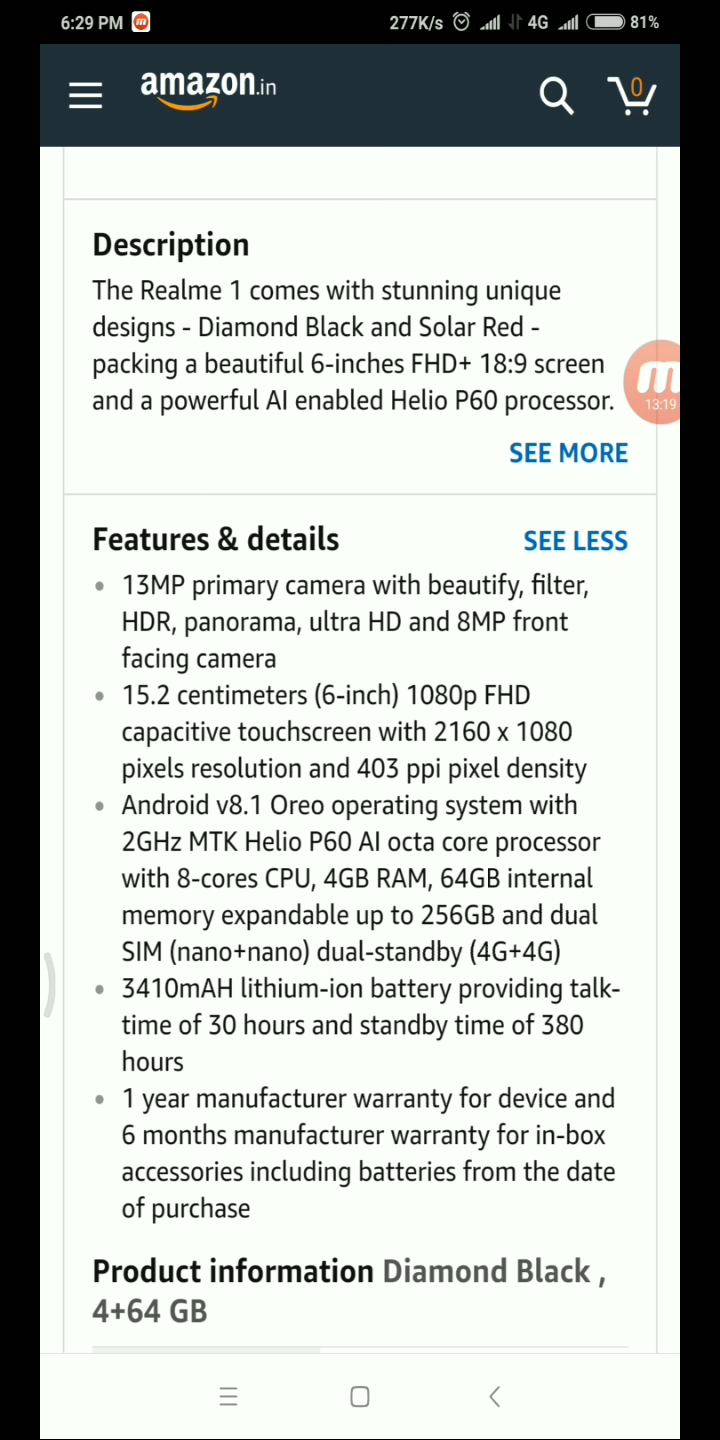 6:29 PM m 277K/s 4G 81%
amazon.in 0
Description
The Realme 1 comes with stunning unique
designs - Diamond Black and Solar Red -
packing a beautiful 6-inches FHD+ 18:9 screen
and a powerful AI enabled Helio P60 processor.
m
13:19
SEE MORE
Features & details SEE LESS
• 13MP primary camera with beautify, filter,
HDR, panorama, ultra HD and 8MP front
facing camera
• 15.2 centimeters (6-inch) 1080p FHD
capacitive touchscreen with 2160 x 1080
pixels resolution and 403 ppi pixel density
• Android v8.1 Oreo operating system with
2GHz MTK Helio P60 AI octa core processor
with 8-cores CPU, 4GB RAM, 64GB internal
memory expandable up to 256GB and dual
SIM (nano+nano) dual-standby (4G+4G)
• 3410mAH lithium-ion battery providing talk-
time of 30 hours and standby time of 380
hours
• 1 year manufacturer warranty for device and
6 months manufacturer warranty for in-box
accessories including batteries from the date
of purchase
Product information Diamond Black ,
4+64 GB